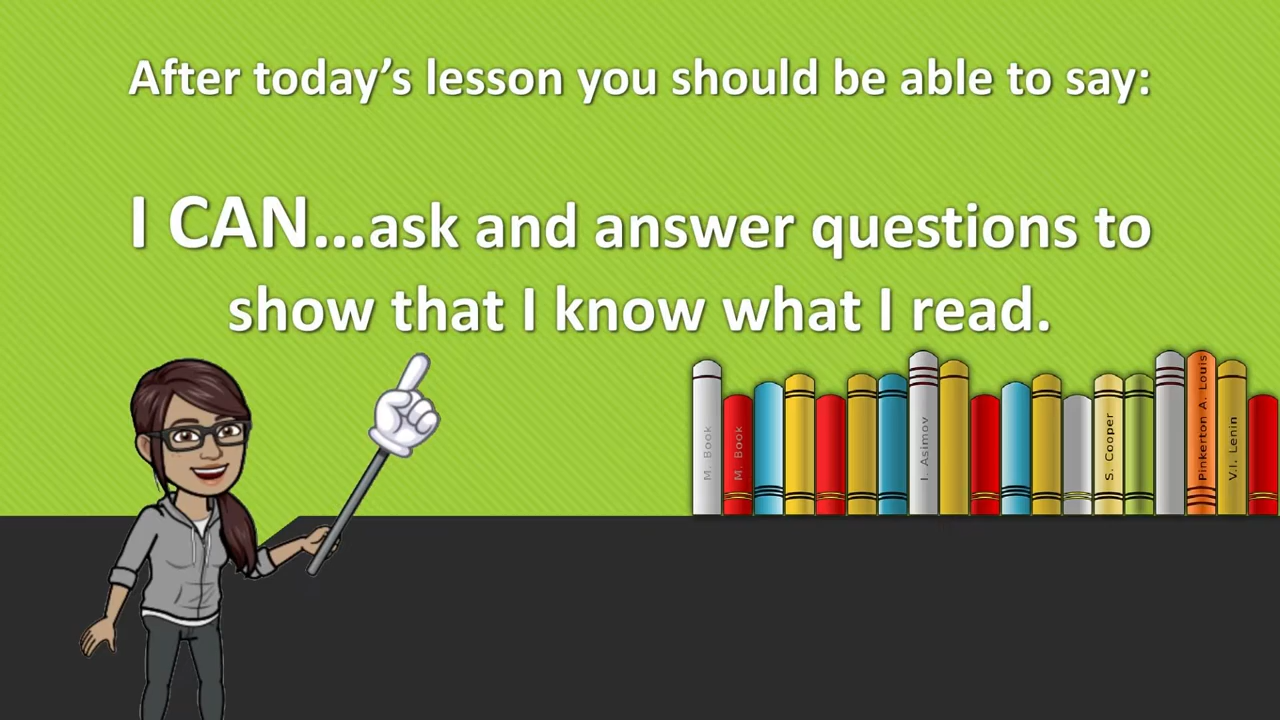 After today’s lesson you should be able to say:
I CAN...ask and answer questions to
show that I know what I read.
M. Book
M. Book
I. Asimov
S. Cooper
Pinkerton A. Louis
V.I. Lenin